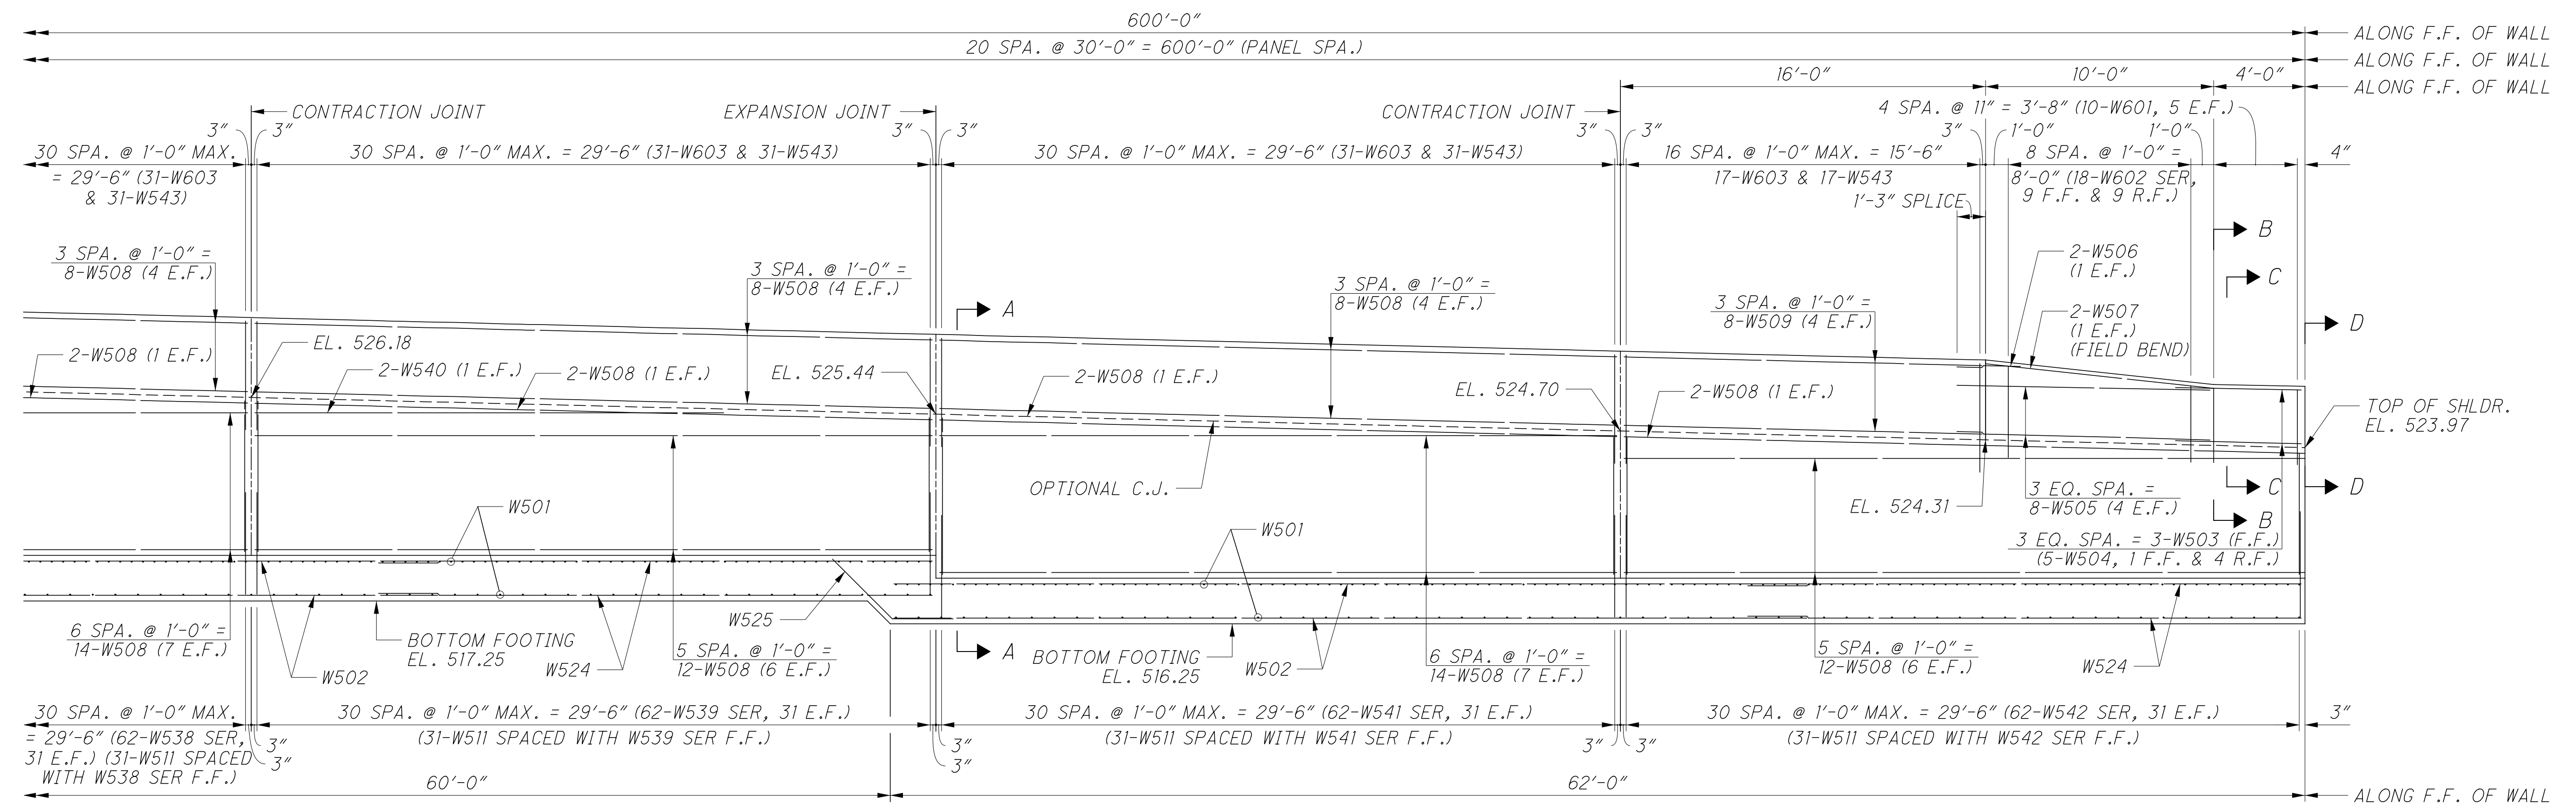 600'-0"
ALONG F.F. OF WALL
20 SPA. @ 30'-0" = 600'-0" (PANEL SPA.)
ALONG F.F. OF WALL
16'-0"
10'-0"
4'-0"
ALONG F.F. OF WALL
CONTRACTION JOINT
EXPANSION JOINT
CONTRACTION JOINT
4 SPA. @ 11" = 3'-8" (10-W601, 5 E.F.)
3"
3"
3"
3"
3"
3"
3"
1'-0"
1'-0"
30 SPA. @ 1'-0" MAX.
= 29'-6" (31-W603
& 31-W543)
30 SPA. @ 1'-0" MAX. = 29'-6" (31-W603 & 31-W543)
30 SPA. @ 1'-0" MAX. = 29'-6" (31-W603 & 31-W543)
16 SPA. @ 1'-0" MAX. = 15'-6"
17-W603 & 17-W543
8 SPA. @ 1'-0" =
8'-0" (18-W602 SER,
9 F.F. & 9 R.F.)
4"
1'-3" SPLICE
B
C
D
2-W506
(1 E.F.)
2-W507
(1 E.F.)
(FIELD BEND)
3 SPA. @ 1'-0" =
8-W508 (4 E.F.)
3 SPA. @ 1'-0" =
8-W508 (4 E.F.)
A
3 SPA. @ 1'-0" =
8-W508 (4 E.F.)
3 SPA. @ 1'-0" =
8-W509 (4 E.F.)
2-W508 (1 E.F.)
EL. 526.18
2-W540 (1 E.F.)
2-W508 (1 E.F.)
EL. 525.44
2-W508 (1 E.F.)
EL. 524.70
2-W508 (1 E.F.)
TOP OF SHLDR.
EL. 523.97
OPTIONAL C.J.
EL. 524.31
3 EQ. SPA. =
8-W505 (4 E.F.)
C
D
B
3 EQ. SPA. = 3-W503 (F.F.)
(5-W504, 1 F.F. & 4 R.F.)
W501
W501
6 SPA. @ 1'-0" =
14-W508 (7 E.F.)
W502
BOTTOM FOOTING
EL. 517.25
W524
5 SPA. @ 1'-0" =
12-W508 (6 E.F.)
W525
A
BOTTOM FOOTING
EL. 516.25
W502
6 SPA. @ 1'-0" =
14-W508 (7 E.F.)
5 SPA. @ 1'-0" =
12-W508 (6 E.F.)
W524
30 SPA. @ 1'-0" MAX.
= 29'-6" (62-W538 SER,
31 E.F.) (31-W511 SPACED
WITH W538 SER F.F.)
3"
3"
30 SPA. @ 1'-0" MAX. = 29'-6" (62-W539 SER, 31 E.F.)
(31-W511 SPACED WITH W539 SER F.F.)
3"
3"
30 SPA. @ 1'-0" MAX. = 29'-6" (62-W541 SER, 31 E.F.)
(31-W511 SPACED WITH W541 SER F.F.)
3"
3"
30 SPA. @ 1'-0" MAX. = 29'-6" (62-W542 SER, 31 E.F.)
(31-W511 SPACED WITH W542 SER F.F.)
3"
60'-0"
62'-0"
ALONG F.F. OF WALL